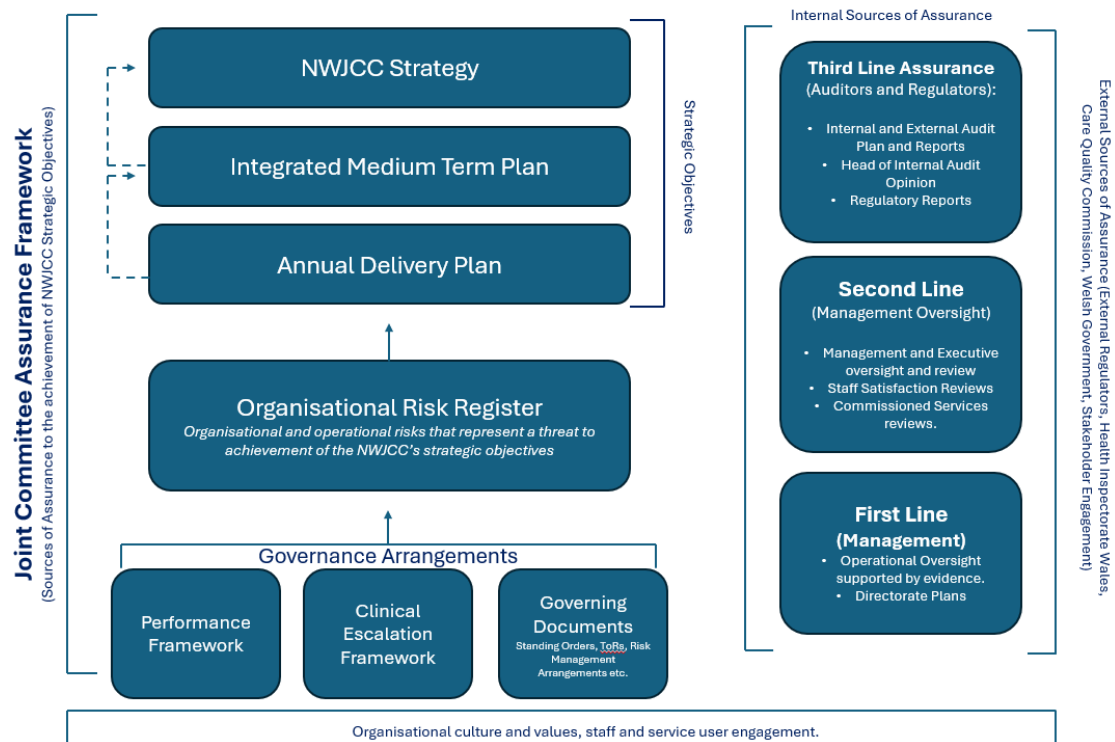 Joint Committee Assurance Framework
(Sources of Assurance to the achievement of NWJCC Strategic Objectives)
NWJCC Strategy
Integrated Medium Term Plan
Annual Delivery Plan
Strategic Objectives
Organisational Risk Register
Organisational and operational risks that represent a threat to
achievement of the NWJCC's strategic objectives
Governance Arrangements
Performance
Framework
Clinical
Escalation
Framework
Governing
Documents
Standing Orders, ToRs, Risk
Management
Arrangements etc.
Internal Sources of Assurance
Third Line Assurance
(Auditors and Regulators):
• Internal and External Audit
Plan and Reports
• Head of Internal Audit
Opinion
• Regulatory Reports
Second Line
(Management Oversight)
• Management and Executive
oversight and review
• Staff Satisfaction Reviews
• Commissioned Services
reviews.
First Line
(Management)
• Operational Oversight
supported by evidence.
• Directorate Plans
External Sources of Assurance (External Regulators, Health Inspectorate Wales,
Care Quality Commission, Welsh Government, Stakeholder Engagement)
Organisational culture and values, staff and service user engagement.